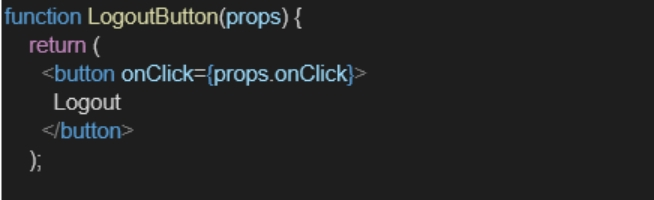 function LogoutButton(props) {
return (
<button onClick={props.onClick}>
Logout
</button>
);